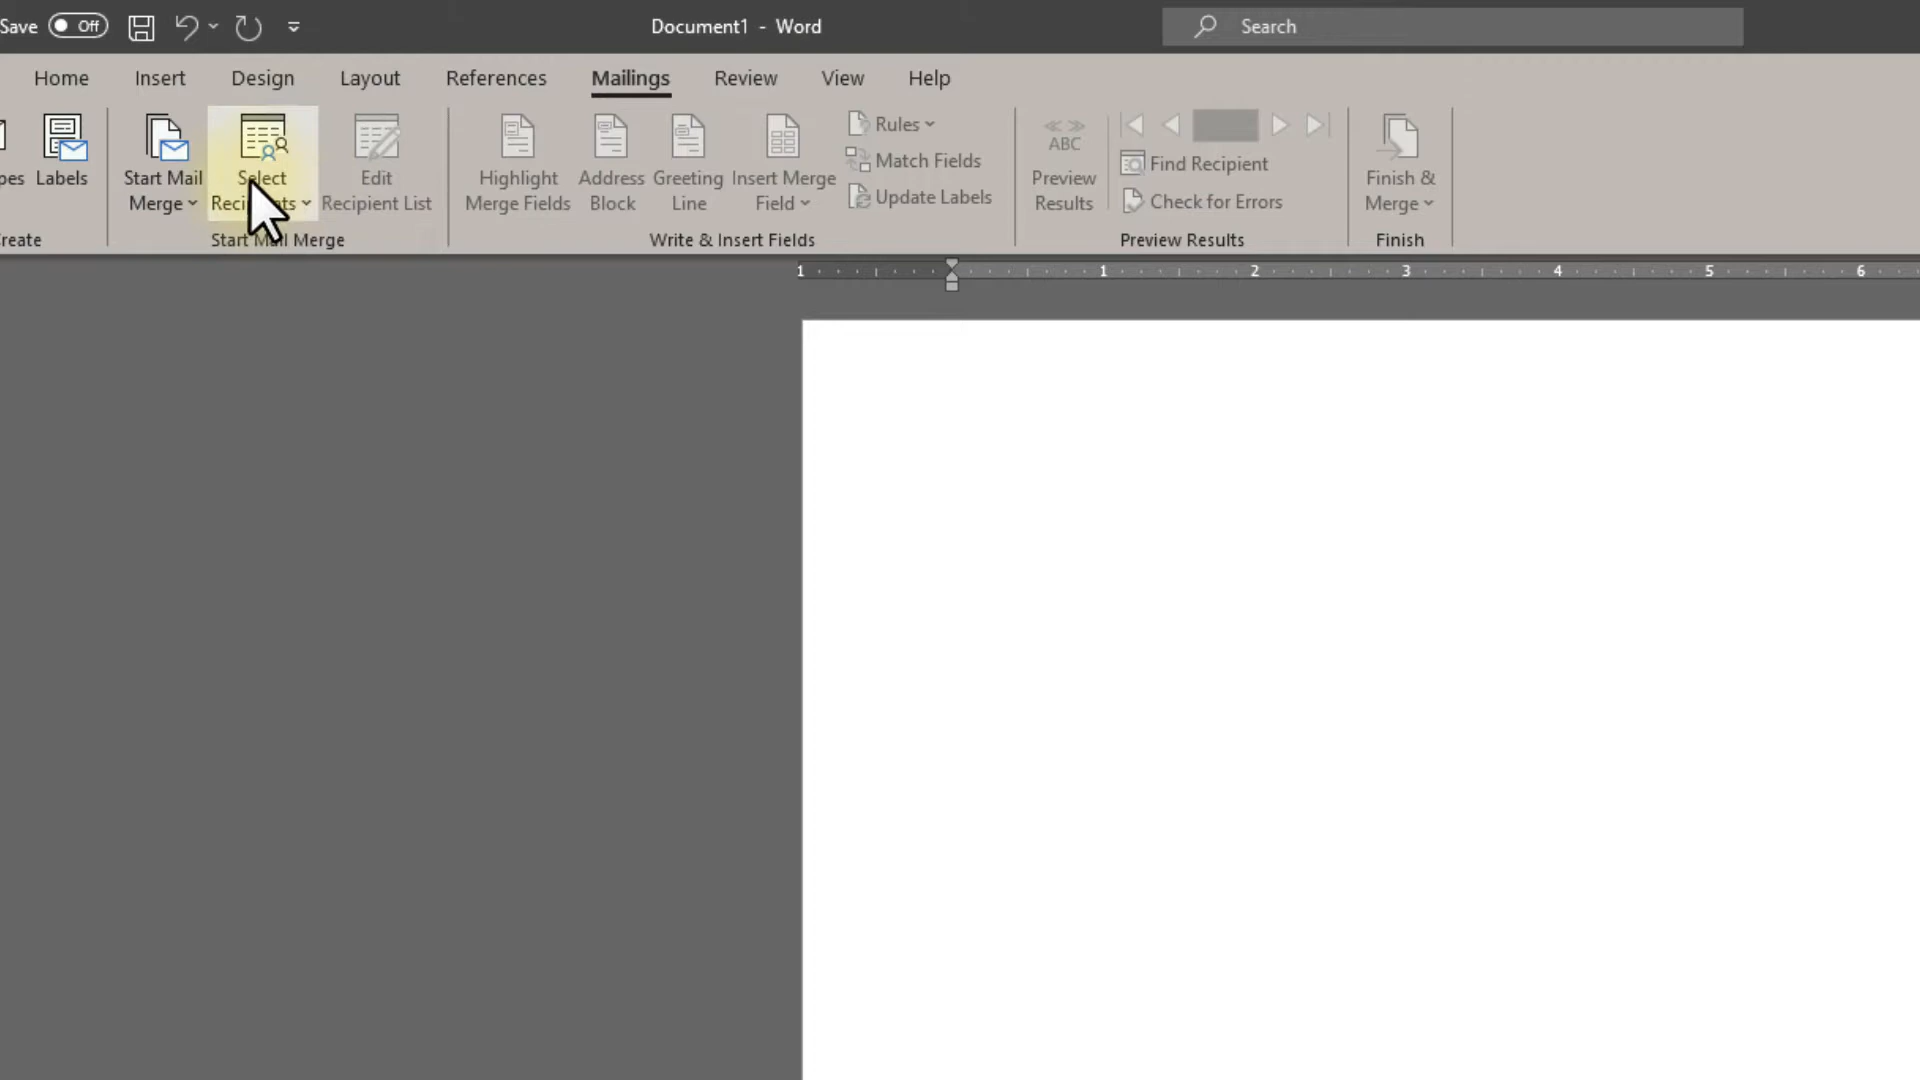 Save Off
Document1 - Word
Search
Home Insert Design Layout References Mailings Review View Help
Labels
Start Mail Merge
Select
Edit Recipient List
Highlight Merge Fields
Address Block
Greeting Line
Insert Merge Field
Rules
Match Fields
Update Labels
ABC
Preview Results
Find Recipient
Check for Errors
Finish & Merge
Start Mail Merge
Write & Insert Fields
Preview Results
Finish
1 1 2 3 4 5 6